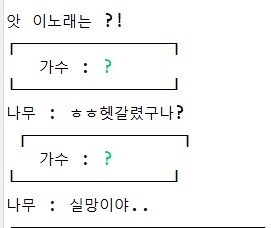 앗 이노래는 ?!
가수 : ?
나무 : ㅎㅎ헷갈렸구나?
가수 : ?
나무 : 실망이야..